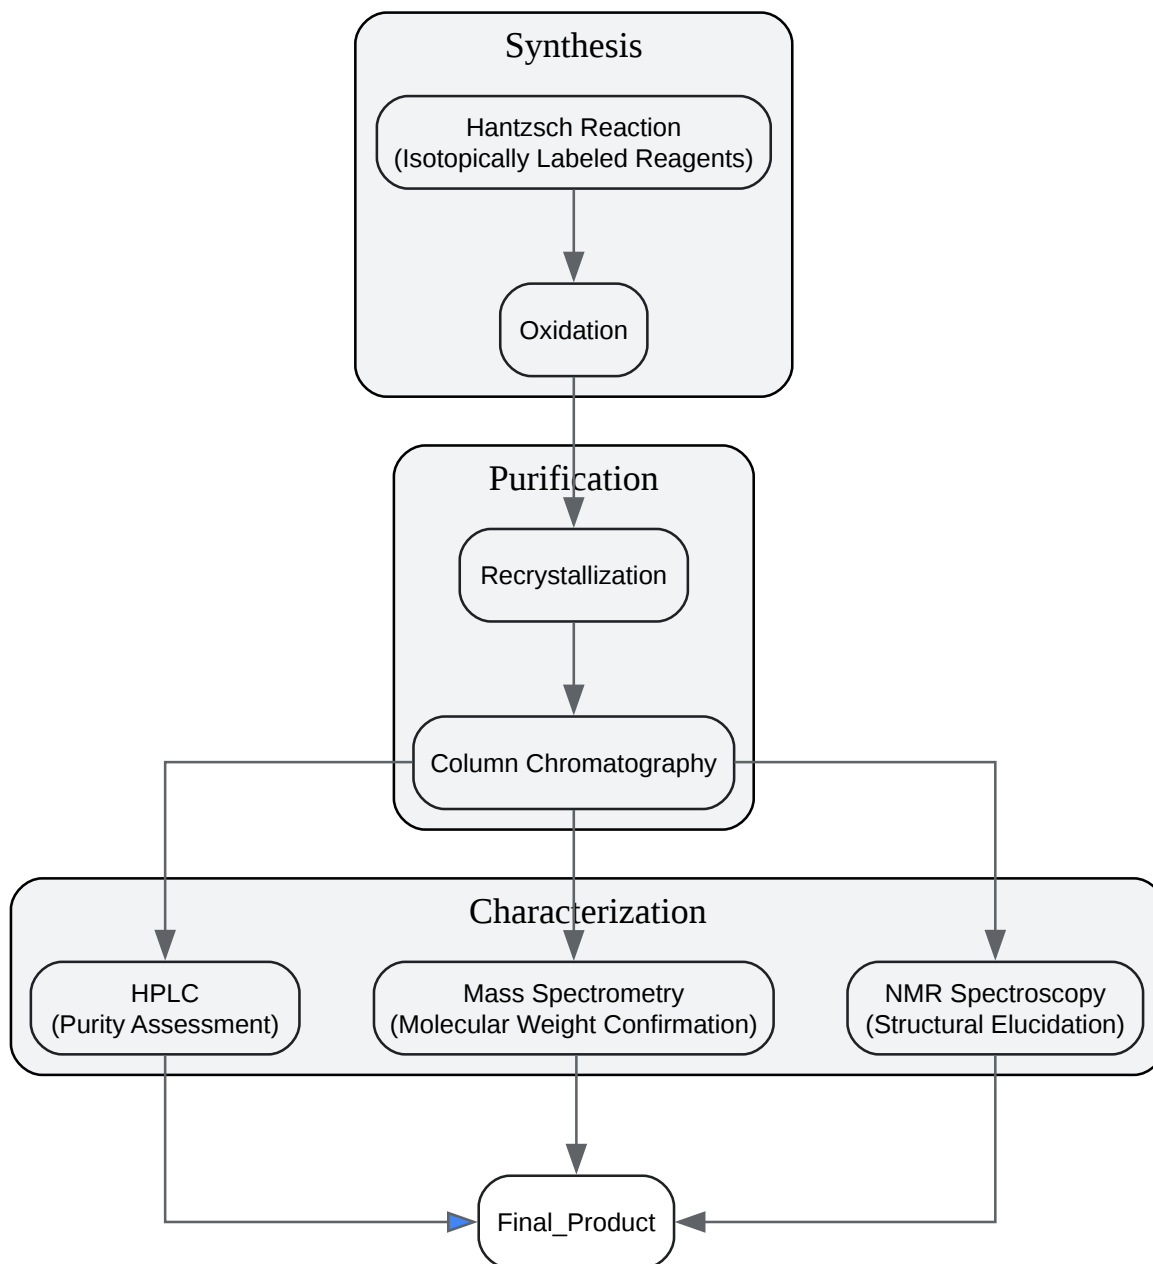 Synthesis
Hantzsch Reaction
(Isotopically Labeled Reagents)
Oxidation
Purification
Recrystallization
Column Chromatography
Characterization
HPLC
(Purity Assessment)
Mass Spectrometry
(Molecular Weight Confirmation)
NMR Spectroscopy
(Structural Elucidation)
Final_Product